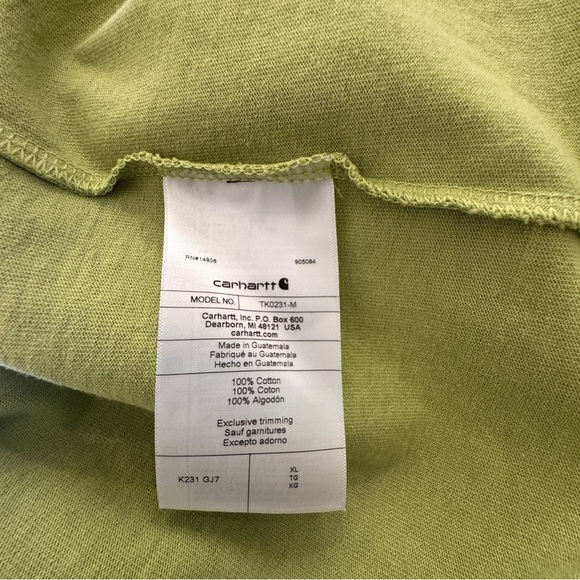 RN#14806 905084
carhartt
MODEL NO. TK0231-M
Carhartt, Inc. P.O. Box 600
Dearborn, MI 48121 USA
carhartt.com
Made in Guatemala
Fabriqué au Guatemala
Hecho en Guatemala
100% Cotton
100% Coton
100% Algodón
Exclusive trimming
Sauf garnitures
Excepto adorno
K231 GJ7
XL
TG
XG